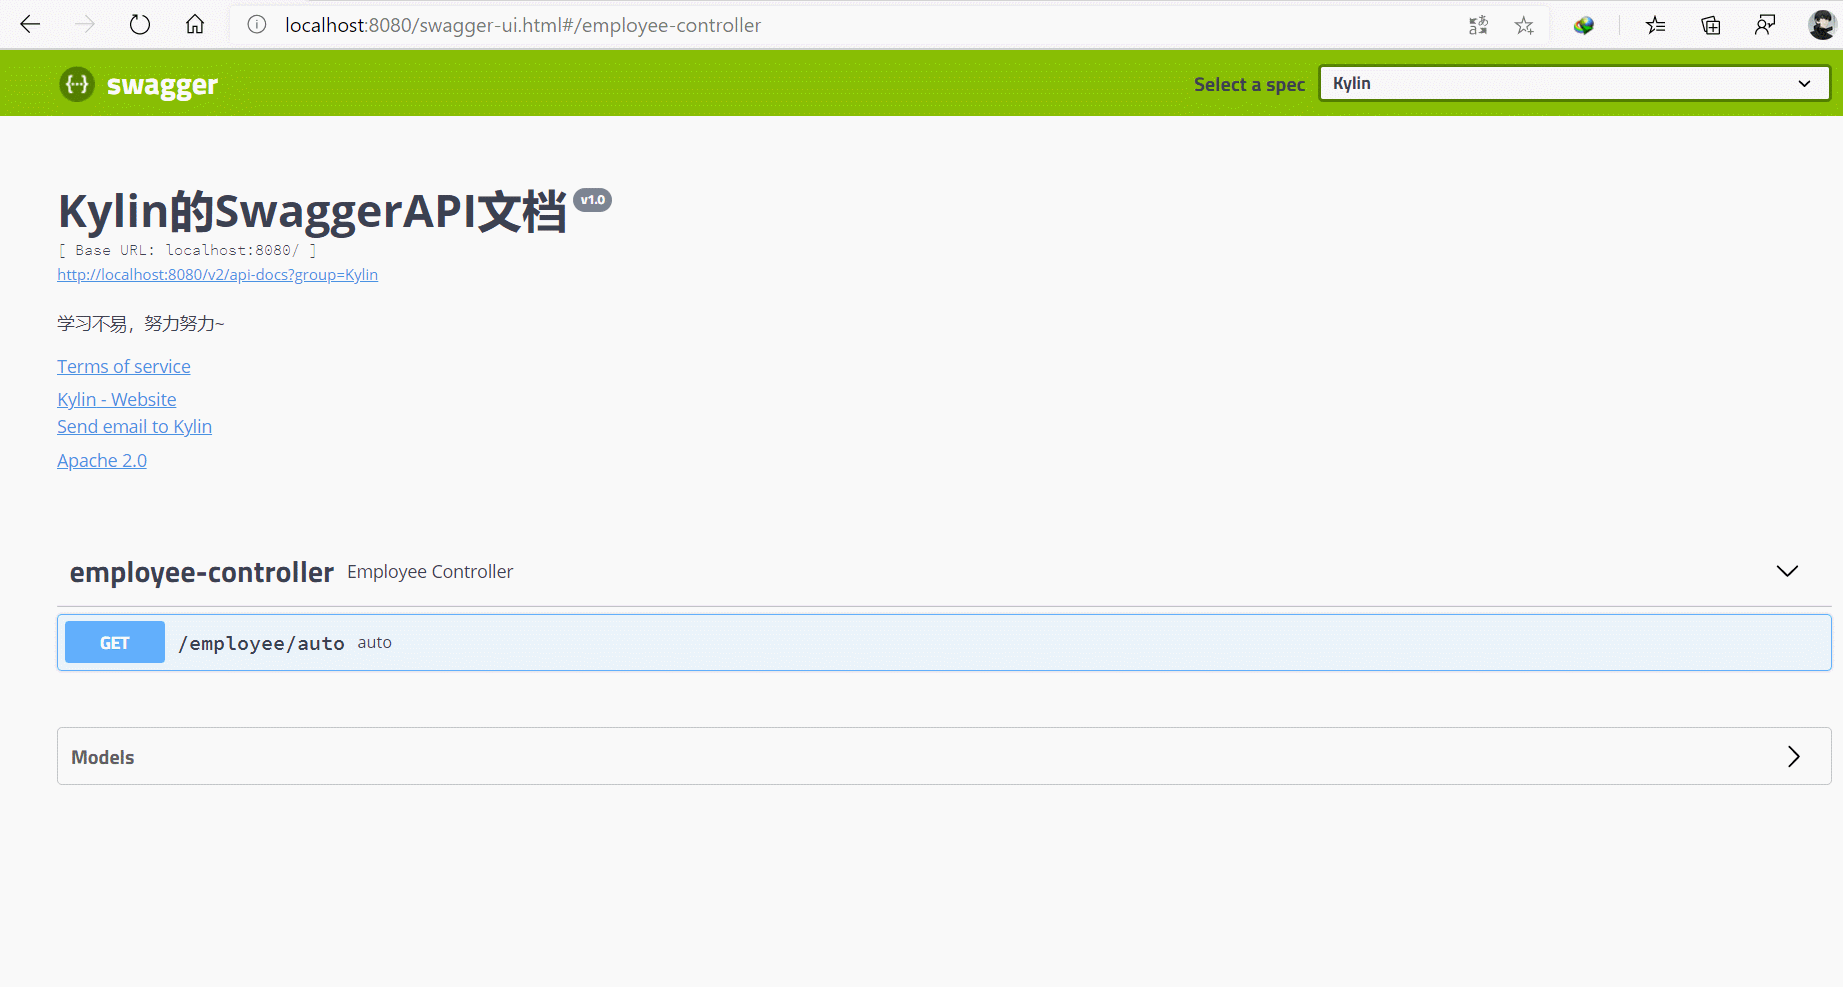 localhost:8080/swagger-ui.html#/employee-controller
swagger
Select a spec
Kylin
Kylin的SwaggerAPI文档 v1.0
[ Base URL: localhost:8080/ ]
http://localhost:8080/v2/api-docs?group=Kylin
学习不易，努力努力~
Terms of service
Kylin - Website
Send email to Kylin
Apache 2.0
employee-controller Employee Controller
GET /employee/auto auto
Models